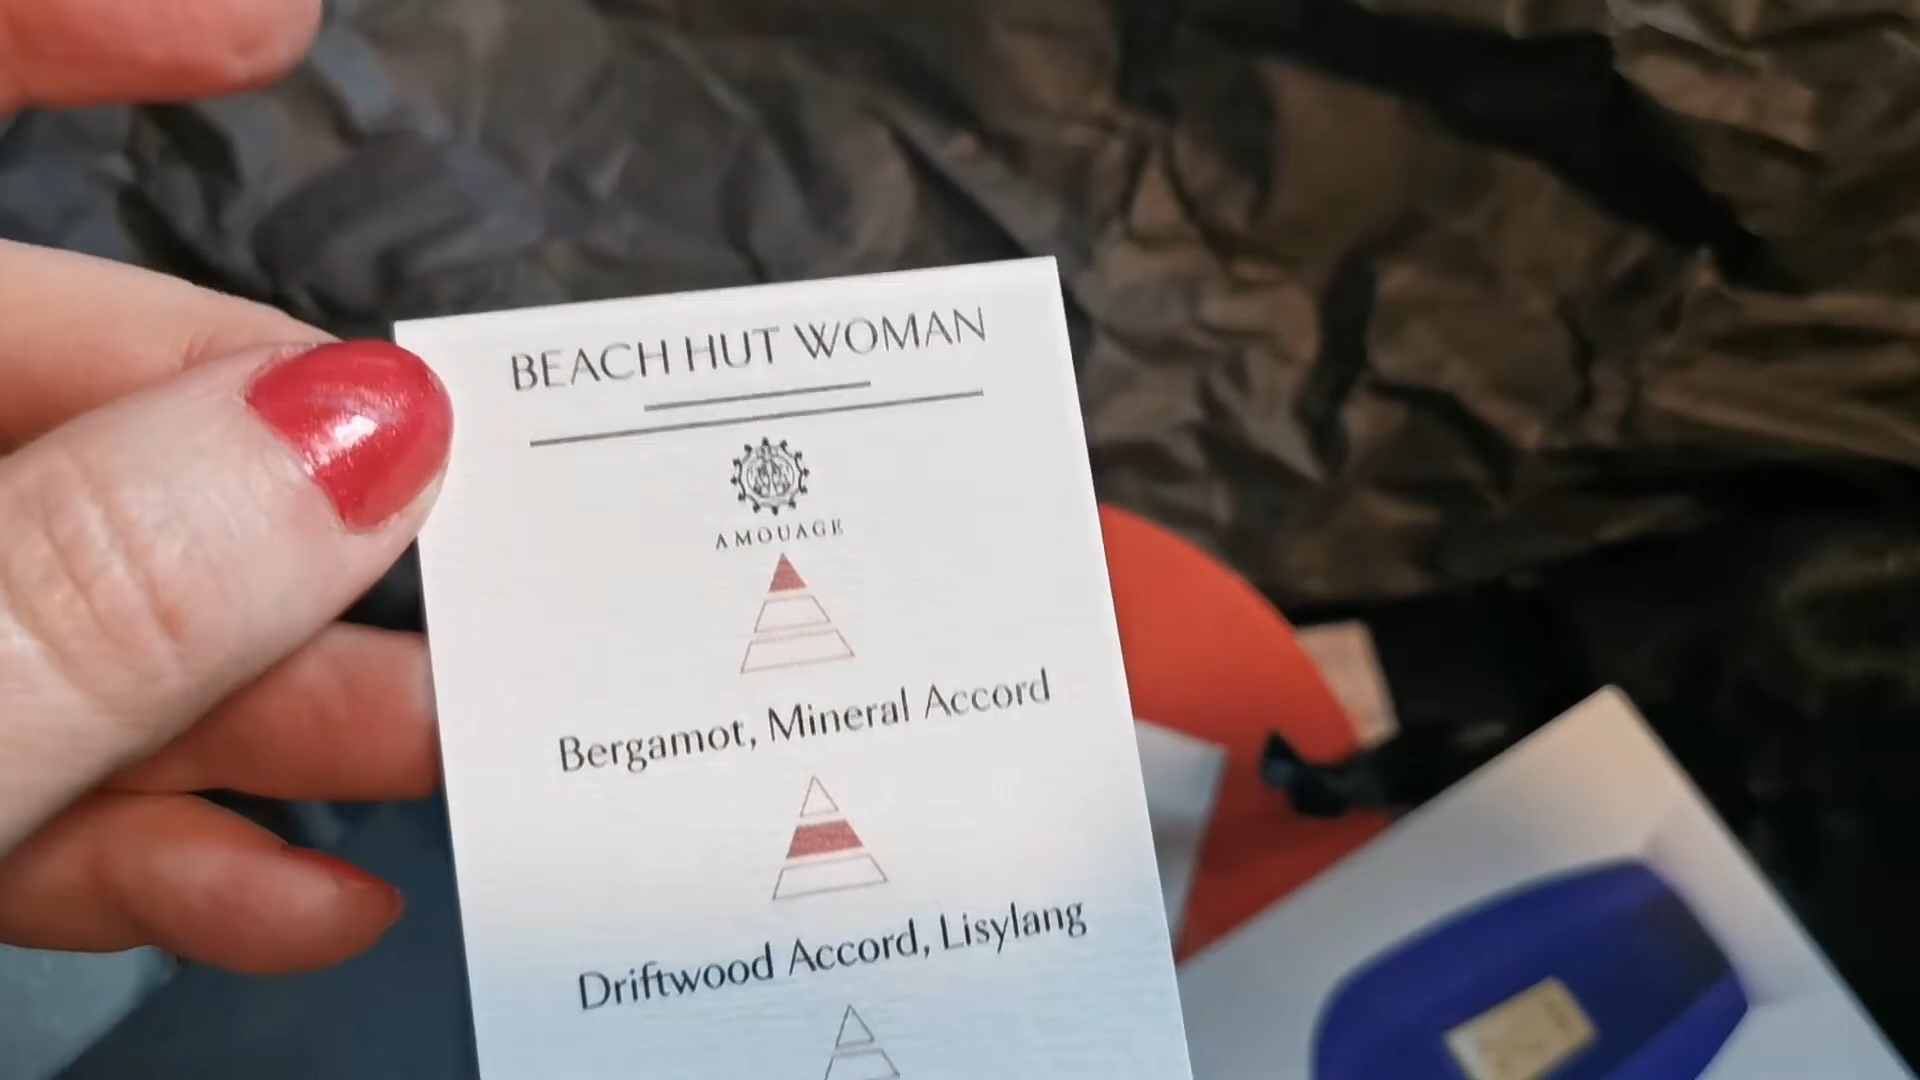 BEACH HUT WOMAN
AMOUAGE
Bergamot, Mineral Accord
Driftwood Accord, Lisylang